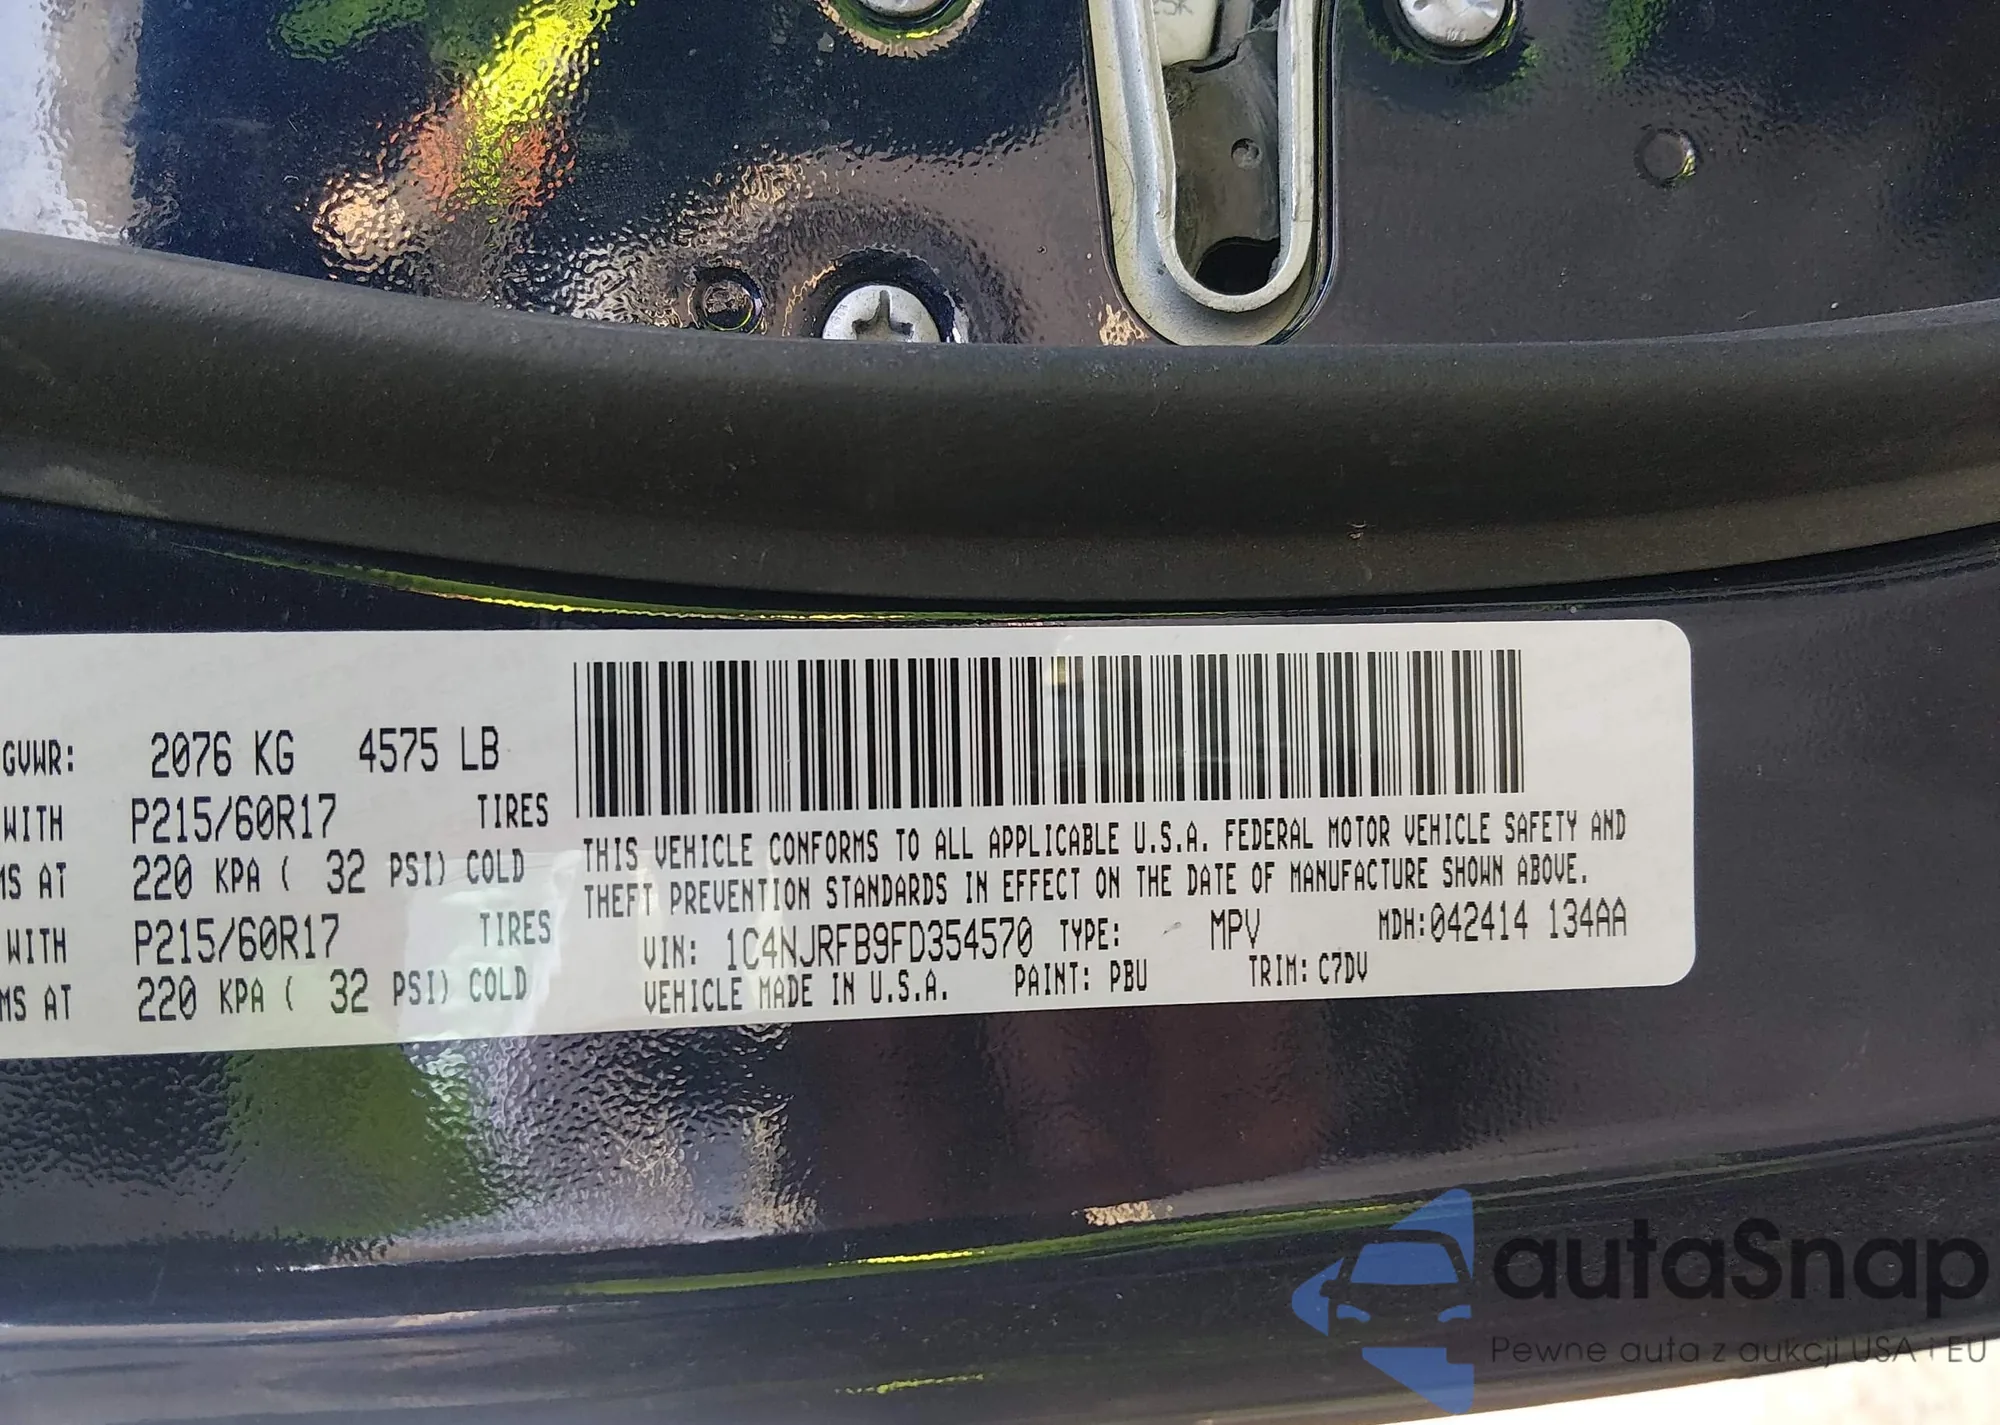 GVWR: 2076 KG 4575 LB
WITH P215/60R17 TIRES
MS AT 220 KPA ( 32 PSI) COLD
WITH P215/60R17 TIRES
MS AT 220 KPA ( 32 PSI) COLD
THIS VEHICLE CONFORMS TO ALL APPLICABLE U.S.A. FEDERAL MOTOR VEHICLE SAFETY AND
THEFT PREVENTION STANDARDS IN EFFECT ON THE DATE OF MANUFACTURE SHOWN ABOVE.
VIN: 1C4NJRFB9FD354570 TYPE: MPV MDH:042414 134AA
VEHICLE MADE IN U.S.A. PAINT: PBU TRIM: C7DV
autaSnap
Pewne auta z aukcji USA i EU